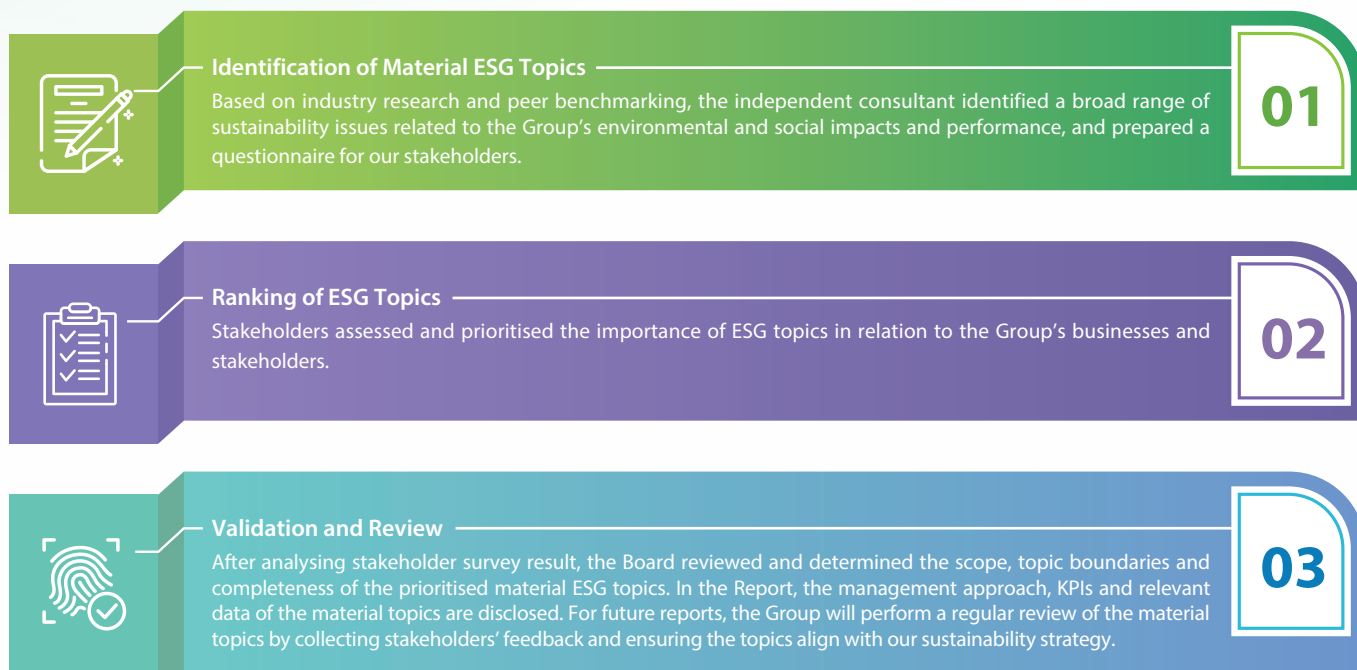 Identification of Material ESG Topics
Based on industry research and peer benchmarking, the independent consultant identified a broad range of
sustainability issues related to the Group's environmental and social impacts and performance, and prepared a
questionnaire for our stakeholders.
01
Ranking of ESG Topics
Stakeholders assessed and prioritised the importance of ESG topics in relation to the Group's businesses and
stakeholders.
02
Validation and Review
After analysing stakeholder survey result, the Board reviewed and determined the scope, topic boundaries and
completeness of the prioritised material ESG topics. In the Report, the management approach, KPIs and relevant
data of the material topics are disclosed. For future reports, the Group will perform a regular review of the material
topics by collecting stakeholders' feedback and ensuring the topics align with our sustainability strategy.
03